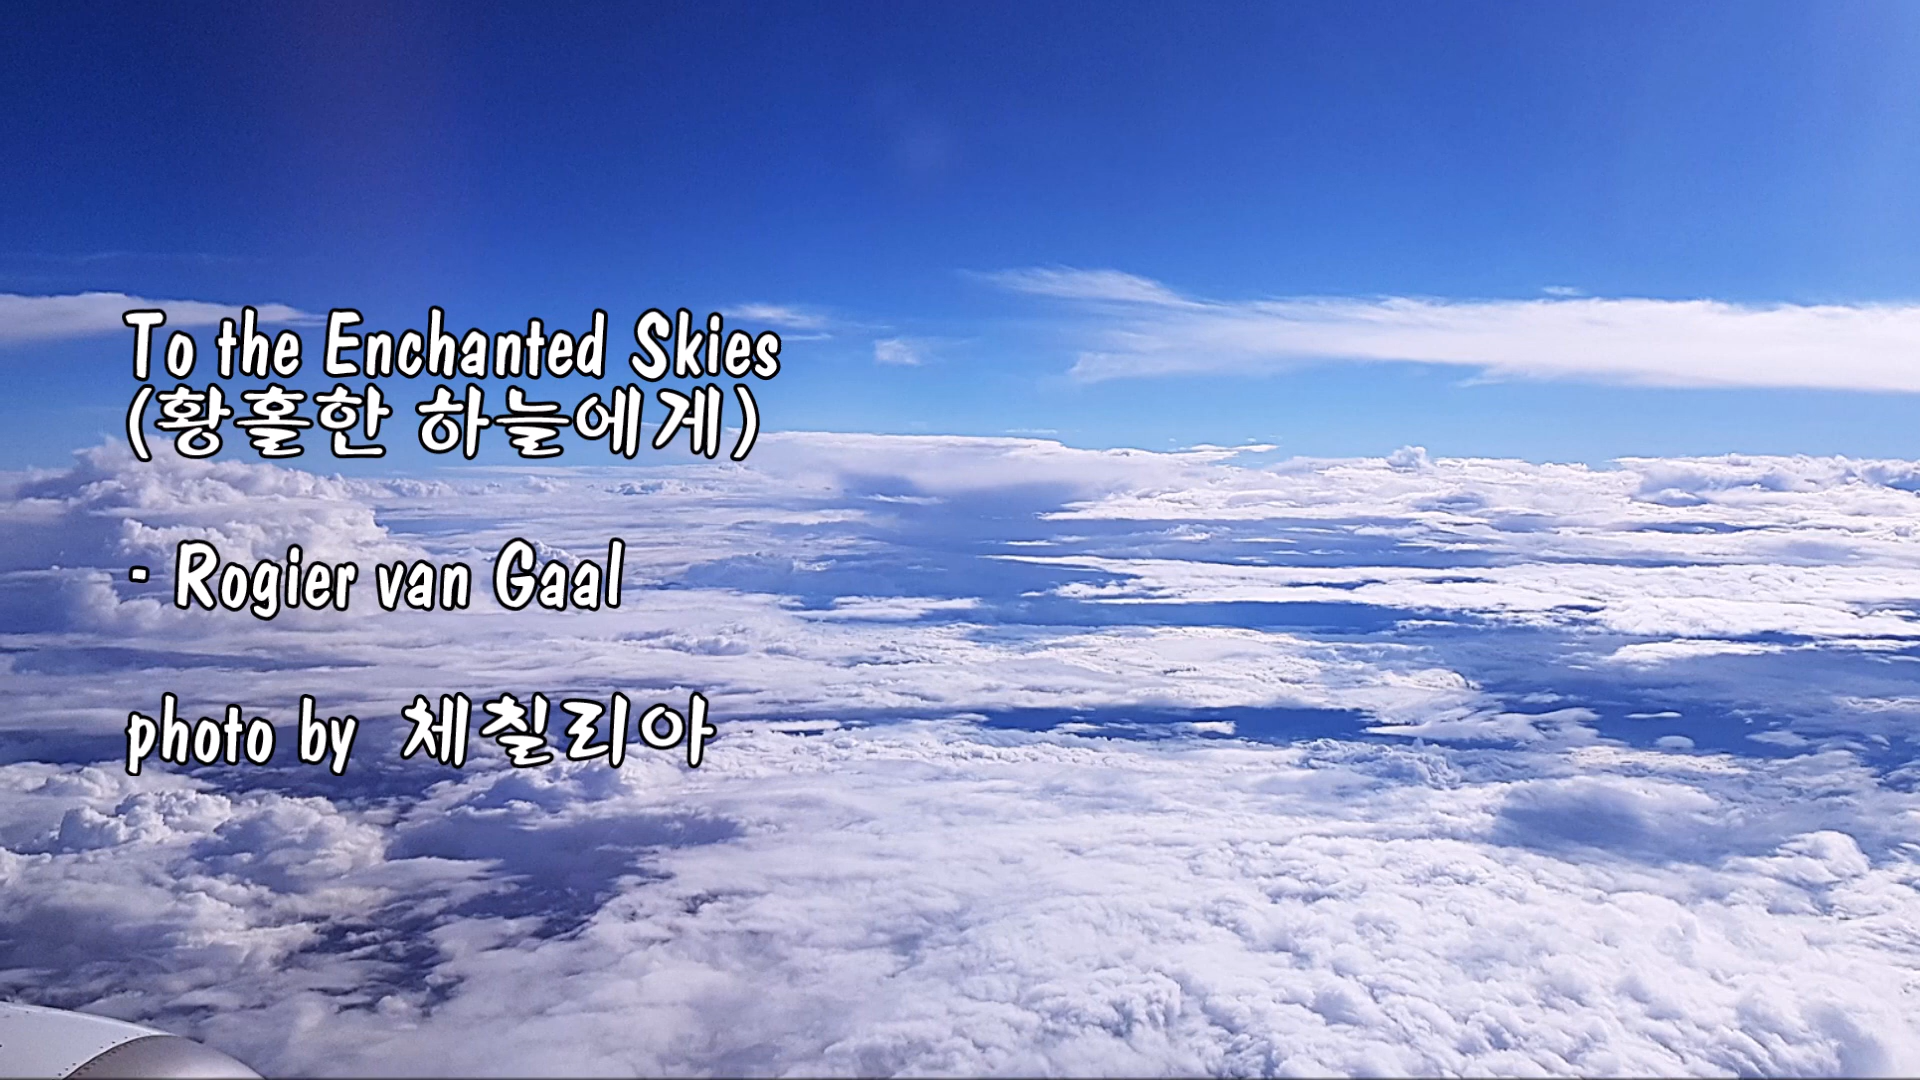 To the Enchanted Skies
(황홀한 하늘에게)
- Rogier van Gaal
photo by 체칠리아